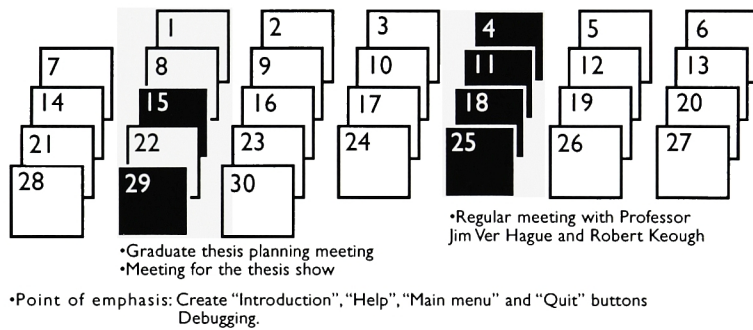 1 2 3 4 5 6
7 8 9 10 11 12 13
14 15 16 17 18 19 20
21 22 23 24 25 26 27
28 29 30
•Regular meeting with Professor
Jim Ver Hague and Robert Keough
•Graduate thesis planning meeting
•Meeting for the thesis show
•Point of emphasis: Create “Introduction”, “Help”, “Main menu” and “Quit” buttons
Debugging.